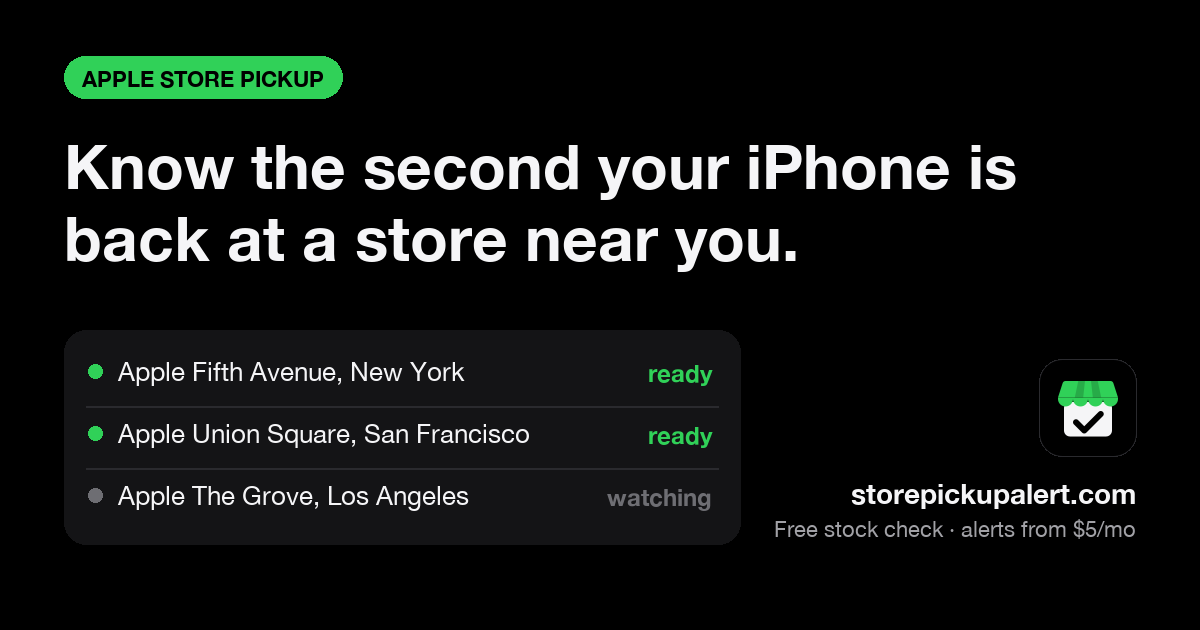 APPLE STORE PICKUP
Know the second your iPhone is
back at a store near you.
Apple Fifth Avenue, New York ready
Apple Union Square, San Francisco ready
Apple The Grove, Los Angeles watching
storepickupalert.com
Free stock check · alerts from $5/mo